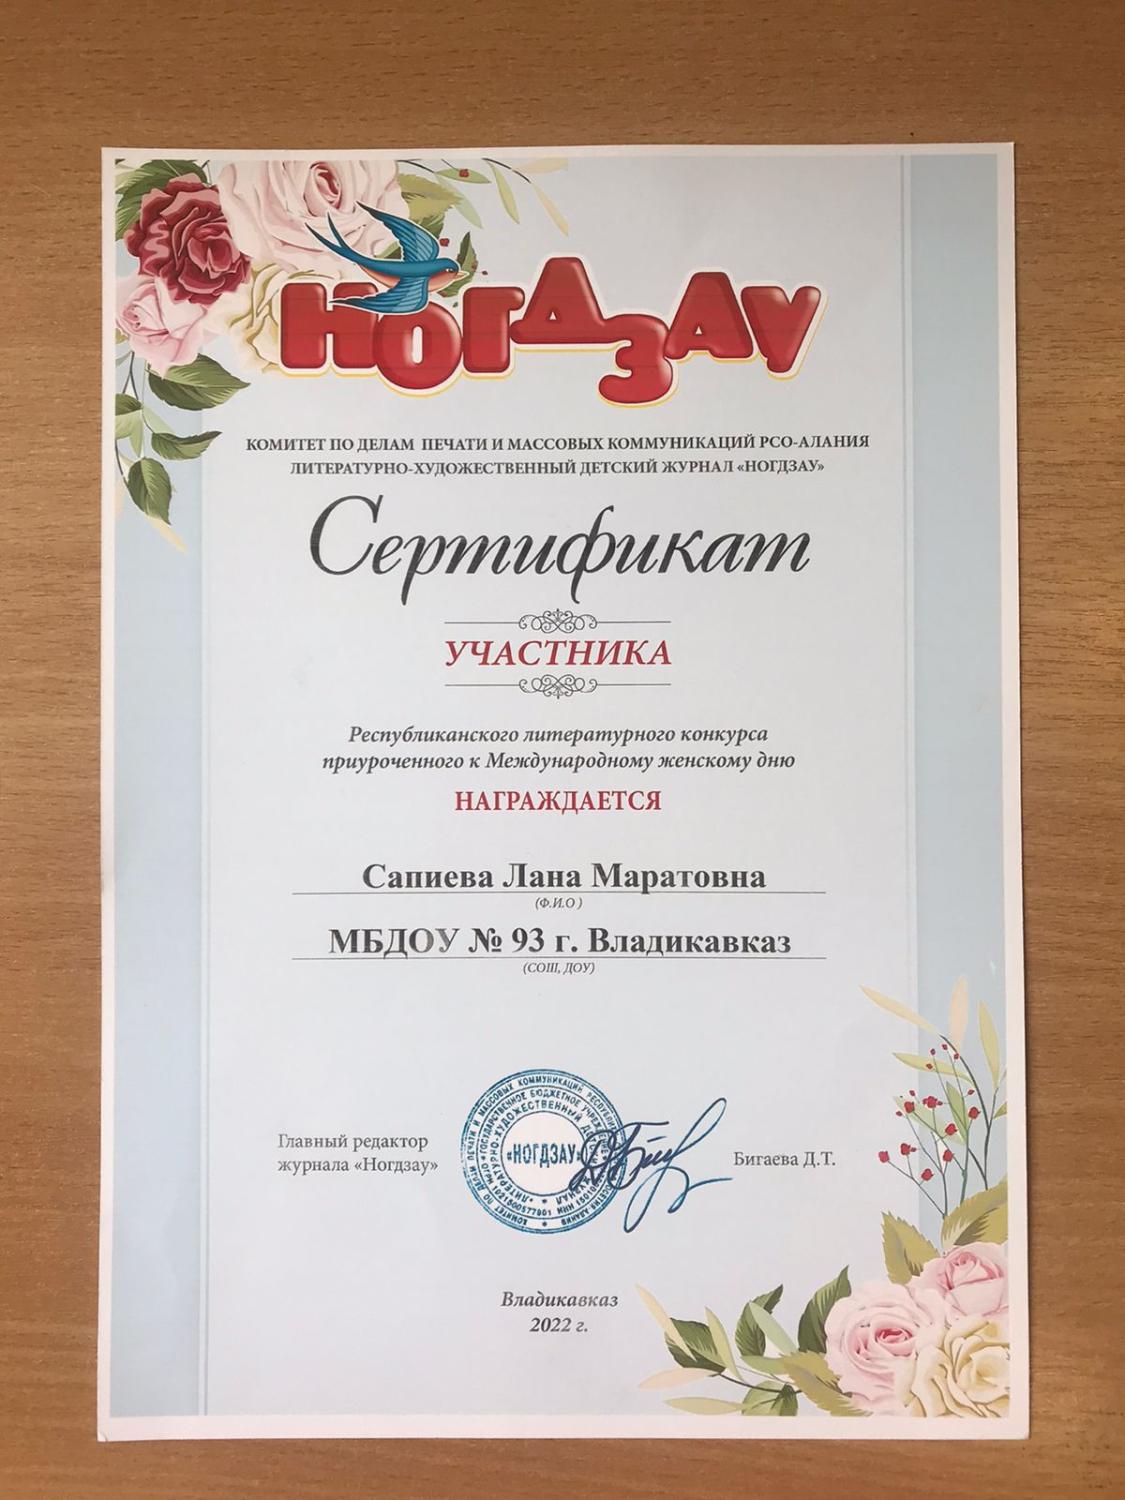 НОГДЗАУ
КОМИТЕТ ПО ДЕЛАМ ПЕЧАТИ И МАССОВЫХ КОММУНИКАЦИЙ РСО-АЛАНИЯ
ЛИТЕРАТУРНО-ХУДОЖЕСТВЕННЫЙ ДЕТСКИЙ ЖУРНАЛ «НОГДЗАУ»
Сертификат
УЧАСТНИКА
Республиканского литературного конкурса
приуроченного к Международному женскому дню
НАГРАЖДАЕТСЯ
Сапиева Лана Маратовна
(Ф.И.О )
МБДОУ № 93 г. Владикавказ
(СОШ, ДОУ)
Главный редактор
журнала «Ногдзау»
«НОГДЗАУ»
Бигаева Д.Т.
Владикавказ
2022 г.